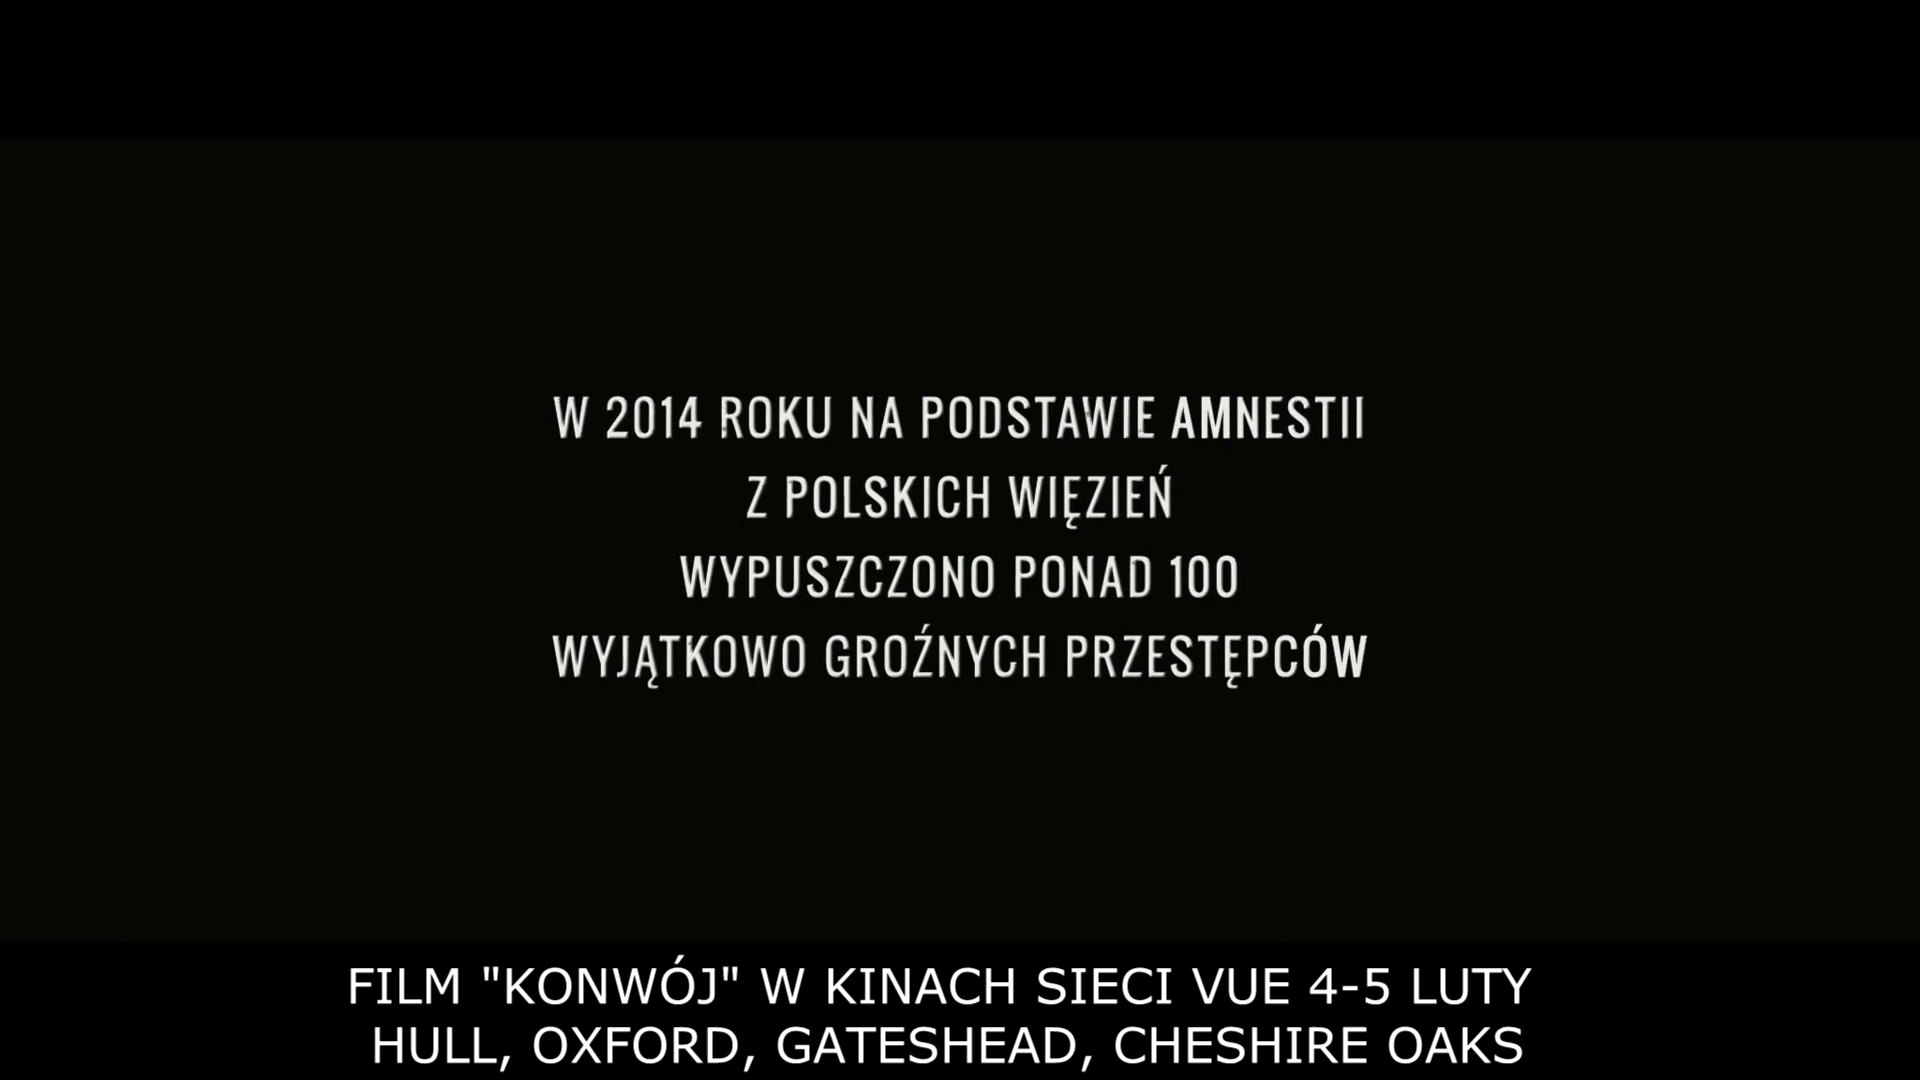 W 2014 ROKU NA PODSTAWIE AMNESTII
Z POLSKICH WIĘZIEŃ
WYPUSZCZONO PONAD 100
WYJĄTKOWO GROŹNYCH PRZESTĘPCÓW
FILM "KONWÓJ" W KINACH SIECI VUE 4-5 LUTY
HULL, OXFORD, GATESHEAD, CHESHIRE OAKS